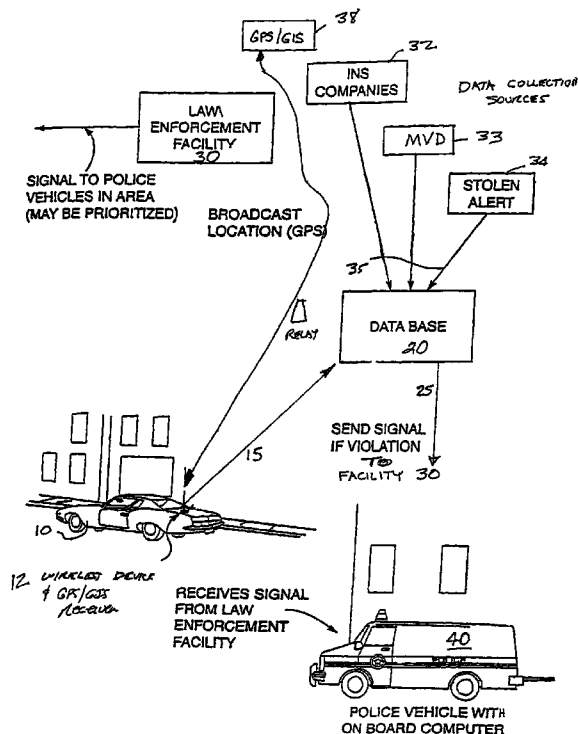 GPS/GIS
38
32
INS
COMPANIES
DATA COLLECTION
SOURCES
LAW
ENFORCEMENT
FACILITY
30
MVD
33
34
STOLEN
ALERT
SIGNAL TO POLICE
VEHICLES IN AREA
(MAY BE PRIORITIZED)
BROADCAST
LOCATION (GPS)
35
RELAY
DATA BASE
20
25
15
SEND SIGNAL
IF VIOLATION
TO
FACILITY 30
10
12 WIRELESS DEVICE
& GPS/GIS
RECEIVER
RECEIVES SIGNAL
FROM LAW
ENFORCEMENT
FACILITY
40
POLICE
POLICE VEHICLE WITH
ON BOARD COMPUTER